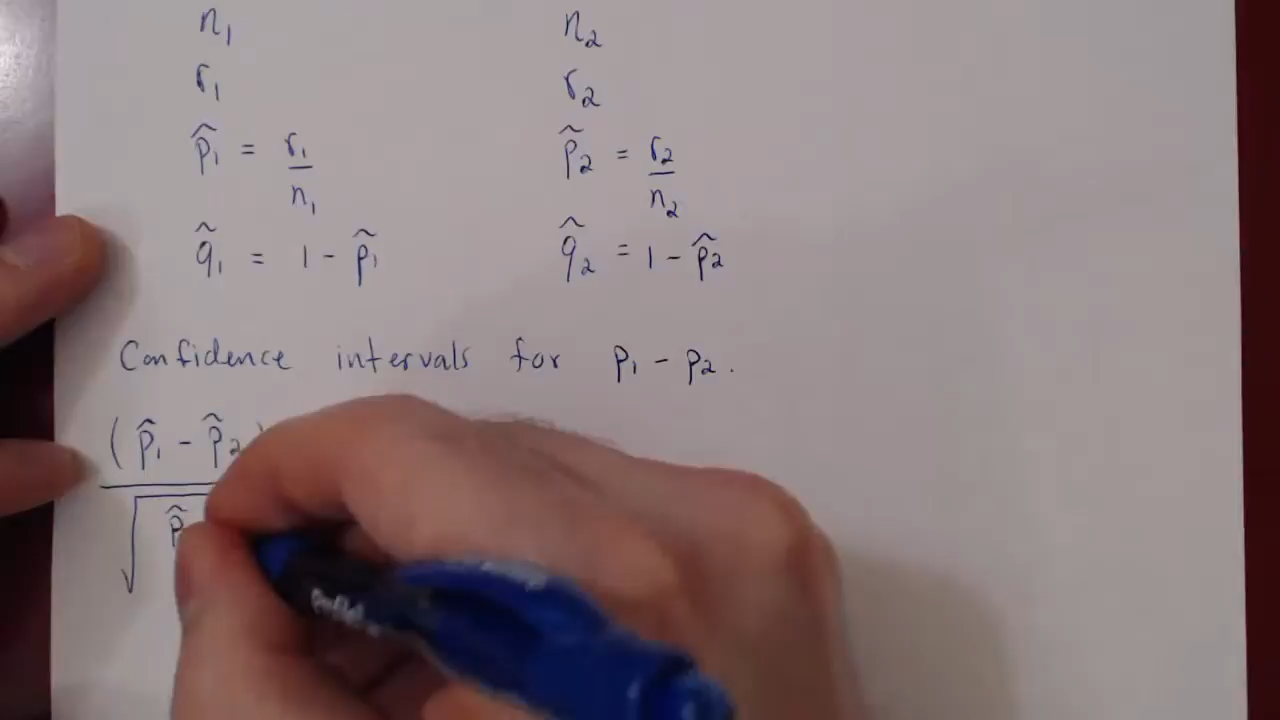 n₁ n₂
r₁ r₂
p̂₁ = r₁/n₁ p̂₂ = r₂/n₂
q̂₁ = 1 - p̂₁ q̂₂ = 1 - p̂₂
Confidence intervals for p₁ - p₂.
(p̂₁ - p̂₂)
√ p̂